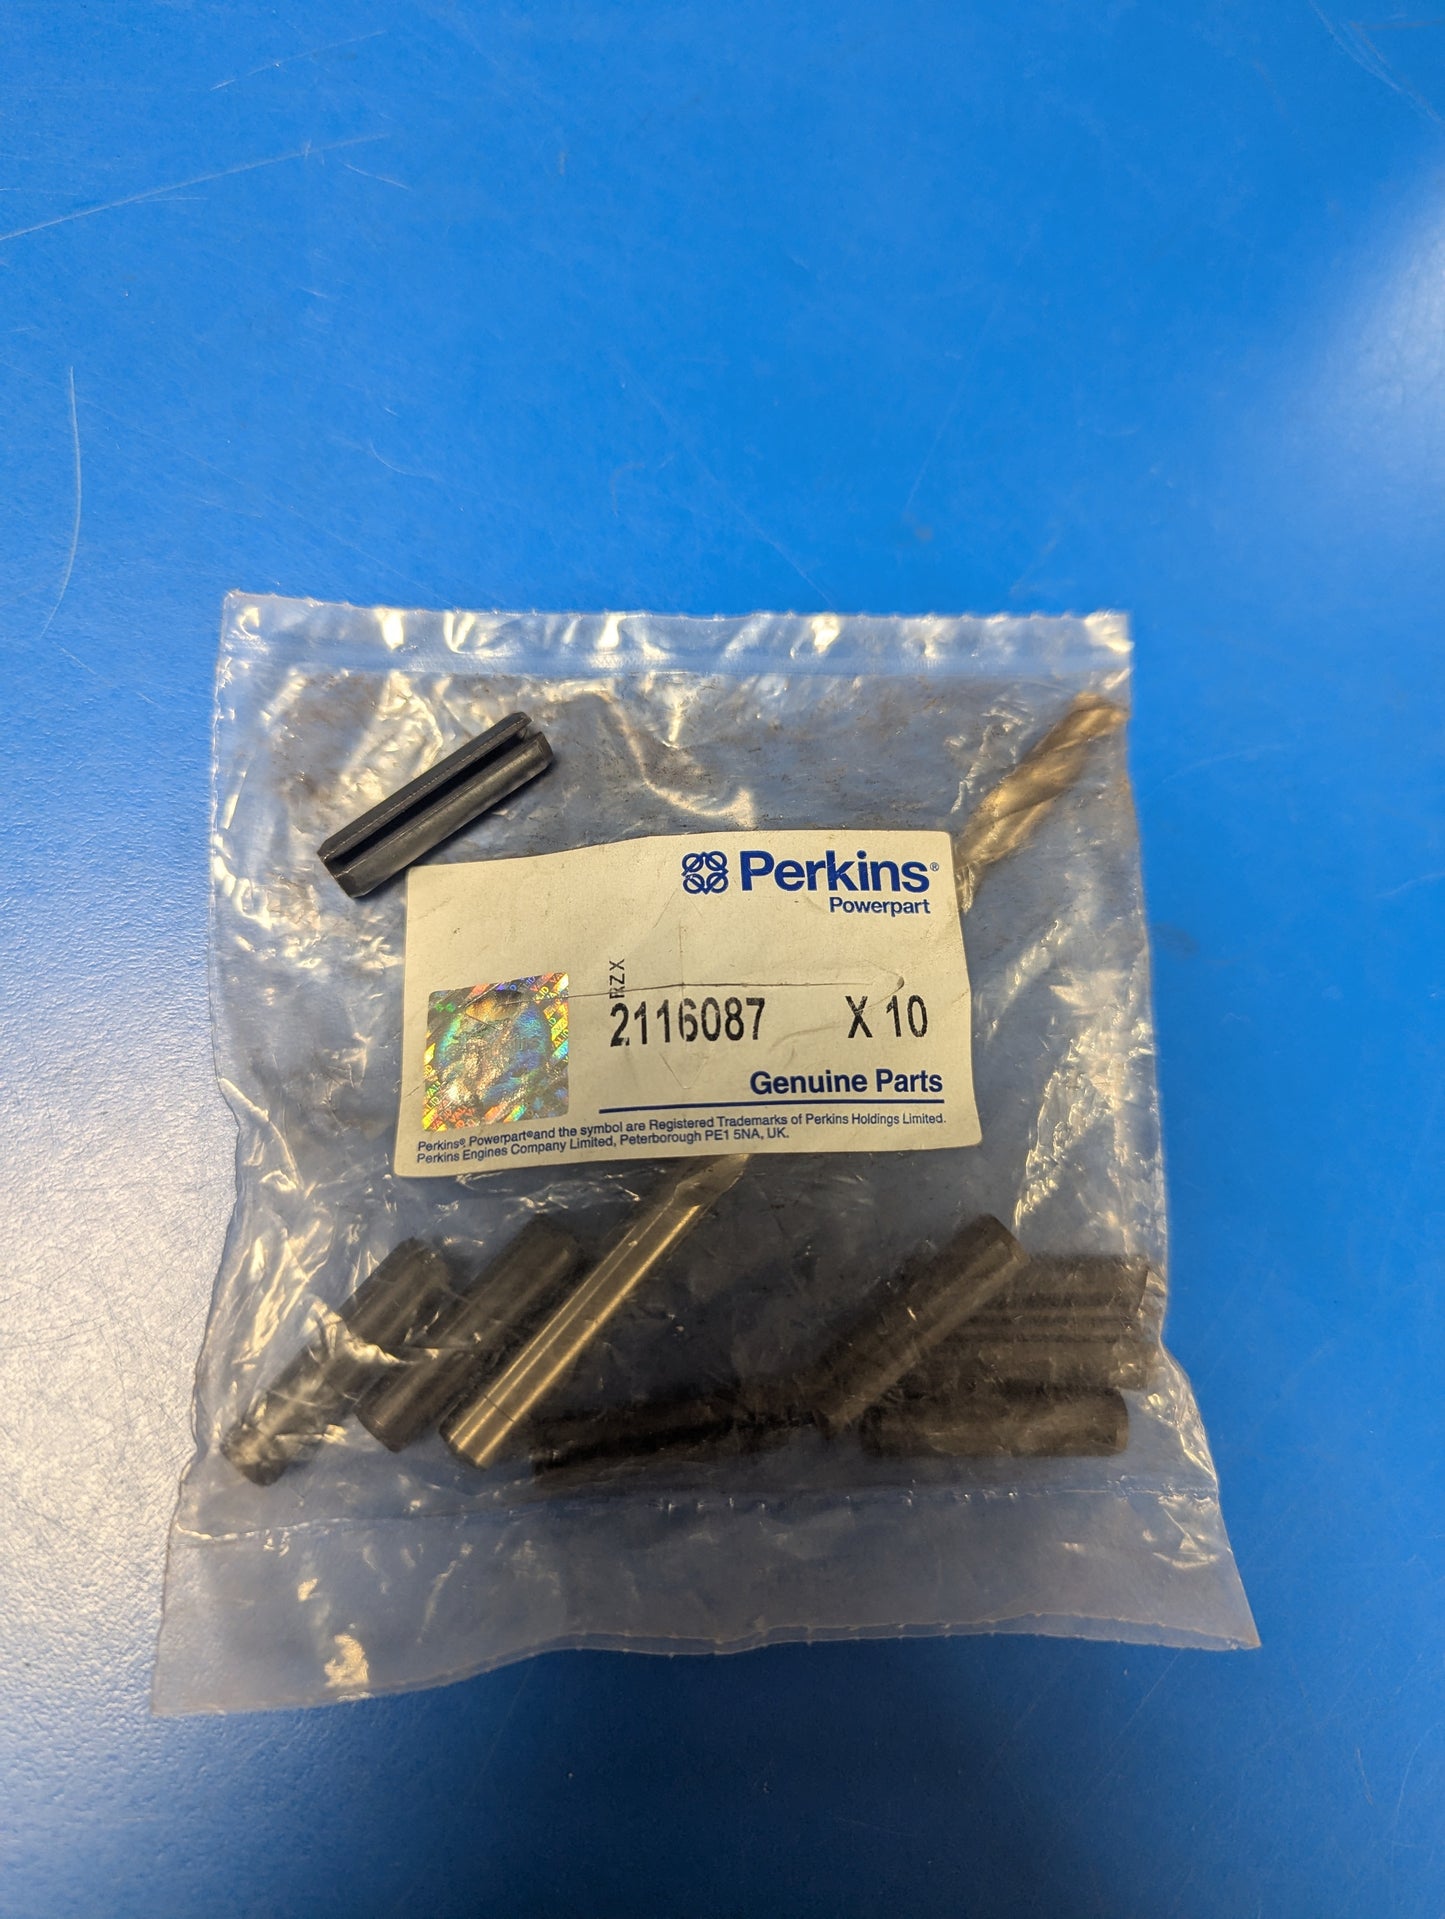 Perkins®
Powerpart
RZX
2116087 X 10
Genuine Parts
Perkins® Powerpart® and the symbol are Registered Trademarks of Perkins Holdings Limited.
Perkins Engines Company Limited, Peterborough PE1 5NA, UK.